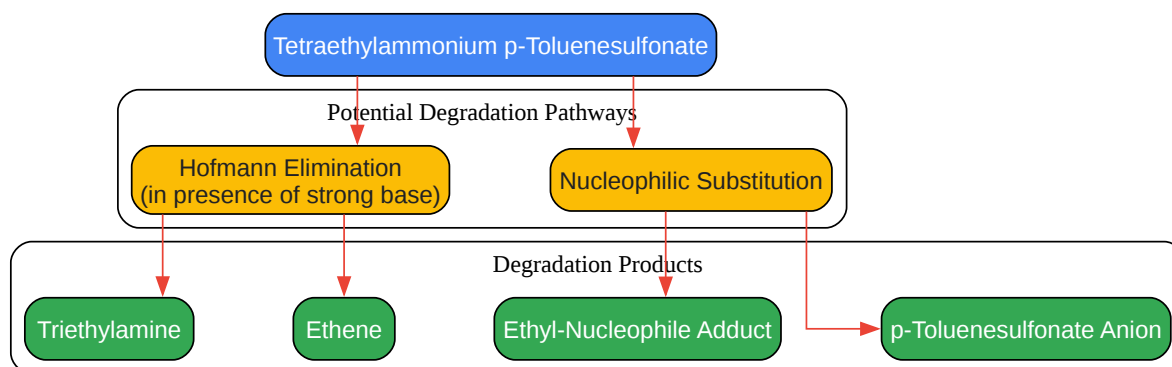 Tetraethylammonium p-Toluenesulfonate
Potential Degradation Pathways
Hofmann Elimination
(in presence of strong base)
Nucleophilic Substitution
Degradation Products
Triethylamine
Ethene
Ethyl-Nucleophile Adduct
p-Toluenesulfonate Anion